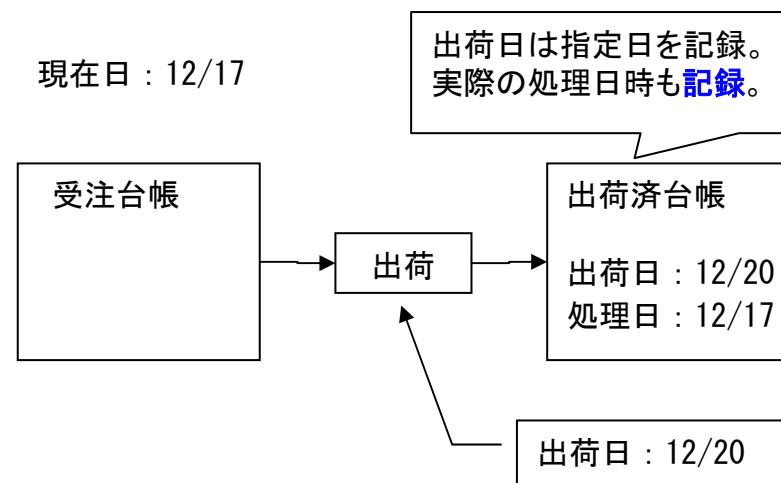 現在日：12/17
出荷日は指定日を記録。
実際の処理日時も記録。
受注台帳
出荷
出荷済台帳
出荷日：12/20
処理日：12/17
出荷日：12/20